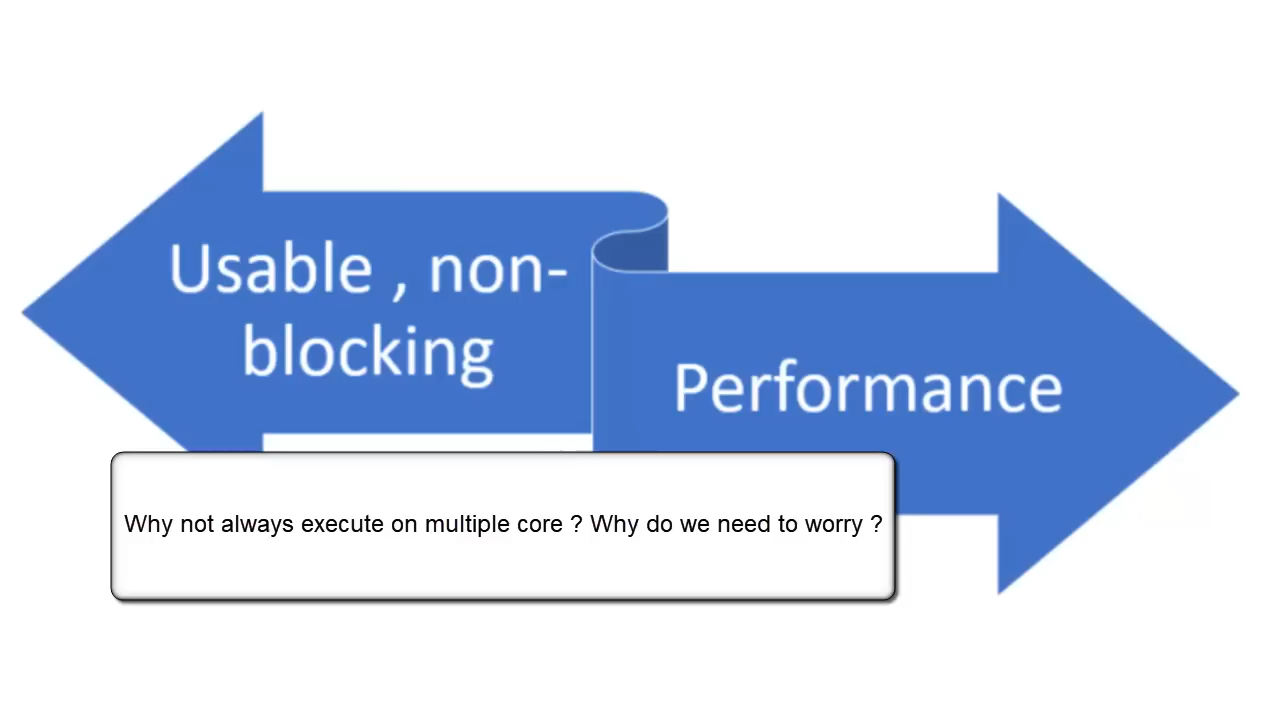 Usable , non-
blocking
Performance
Why not always execute on multiple core ? Why do we need to worry ?